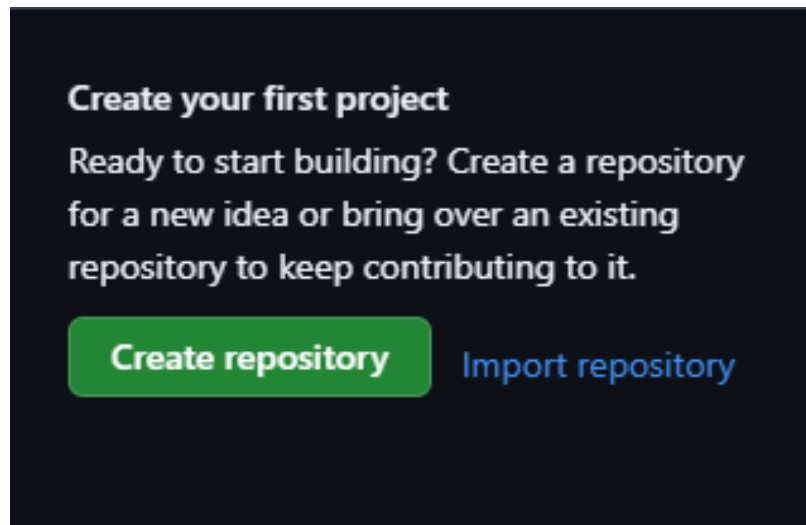 Create your first project
Ready to start building? Create a repository
for a new idea or bring over an existing
repository to keep contributing to it.
Create repository Import repository